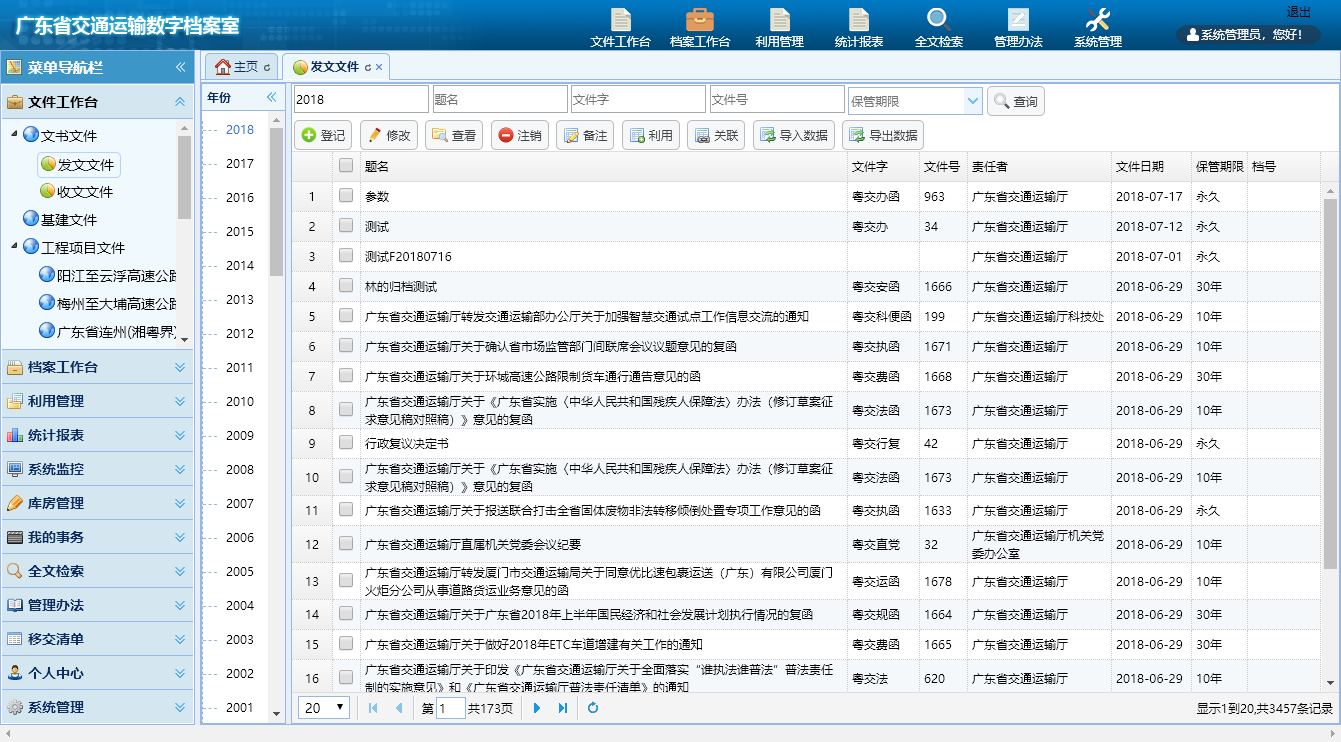 广东省交通运输数字档案室
文件工作台 档案工作台 利用管理 统计报表 全文检索 管理办法 系统管理
退出
系统管理员，您好！
菜单导航栏
文件工作台
文书文件
发文文件
收文文件
基建文件
工程项目文件
阳江至云浮高速公路
梅州至大埔高速公路
广东省连州(湘粤界)
档案工作台
利用管理
统计报表
系统监控
库房管理
我的事务
全文检索
管理办法
移交清单
个人中心
系统管理
主页
发文文件
年份
2018
2017
2016
2015
2014
2013
2012
2011
2010
2009
2008
2007
2006
2005
2004
2003
2002
2001
2018 题名 文件字 文件号 保管期限 查询
登记 修改 查看 注销 备注 利用 关联 导入数据 导出数据
题名 文件字 文件号 责任者 文件日期 保管期限 档号
1 参数 粤交办函 963 广东省交通运输厅 2018-07-17 永久
2 测试 粤交办 34 广东省交通运输厅 2018-07-12 永久
3 测试F20180716 广东省交通运输厅 2018-07-01 永久
4 林的归档测试 粤交安函 1666 广东省交通运输厅 2018-06-29 30年
5 广东省交通运输厅转发交通运输部办公厅关于加强智慧交通试点工作信息交流的通知 粤交科便函 199 广东省交通运输厅科技处 2018-06-29 10年
6 广东省交通运输厅关于确认省市场监管部门间联席会议议题意见的复函 粤交执函 1671 广东省交通运输厅 2018-06-29 10年
7 广东省交通运输厅关于环城高速公路限制货车通行通告意见的函 粤交费函 1668 广东省交通运输厅 2018-06-29 30年
8 广东省交通运输厅关于《广东省实施〈中华人民共和国残疾人保障法〉办法（修订草案征
求意见稿对照稿）》意见的复函 粤交法函 1673 广东省交通运输厅 2018-06-29 10年
9 行政复议决定书 粤交行复 42 广东省交通运输厅 2018-06-29 永久
10 广东省交通运输厅关于《广东省实施〈中华人民共和国残疾人保障法〉办法（修订草案征
求意见稿对照稿）》意见的复函 粤交法函 1673 广东省交通运输厅 2018-06-29 10年
11 广东省交通运输厅关于报送联合打击全省固体废物非法转移倾倒处置专项工作意见的函 粤交执函 1633 广东省交通运输厅 2018-06-29 永久
12 广东省交通运输厅直属机关党委会议纪要 粤交直党 32 广东省交通运输厅机关党
委办公室 2018-06-29 10年
13 广东省交通运输厅转发厦门市交通运输局关于同意优比速包裹运送（广东）有限公司厦门
火炬分公司从事道路货运业务意见的函 粤交运函 1678 广东省交通运输厅 2018-06-29 10年
14 广东省交通运输厅关于广东省2018年上半年国民经济和社会发展计划执行情况的复函 粤交规函 1664 广东省交通运输厅 2018-06-29 30年
15 广东省交通运输厅关于做好2018年ETC车道增建有关工作的通知 粤交费函 1665 广东省交通运输厅 2018-06-29 30年
16 广东省交通运输厅关于印发《广东省交通运输厅关于全面落实“谁执法谁普法”普法责任
制的实施意见》和《广东省交通运输厅普法责任清单》的通知 粤交法 620 广东省交通运输厅 2018-06-29 10年
20 第 1 共173页 显示1到20,共3457条记录